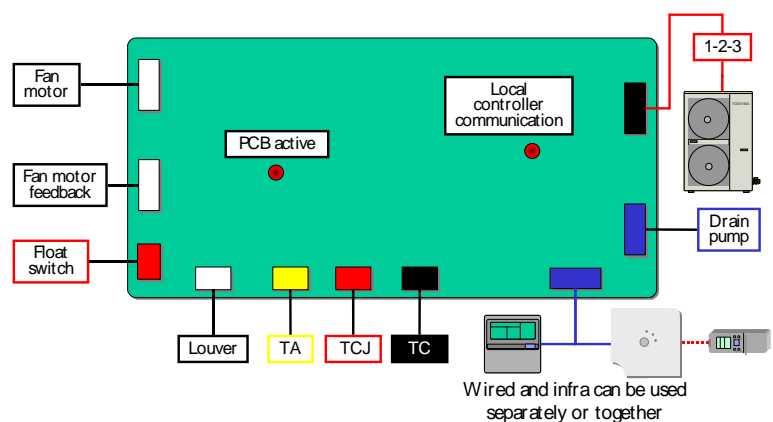 1-2-3
Fan
motor
Local
controller
communication
PCB active
TOSHIBA
Fan motor
feedback
Drain
pump
Float
switch
Louver
TA
TCJ
TC
Wired and infra can be used
separately or together